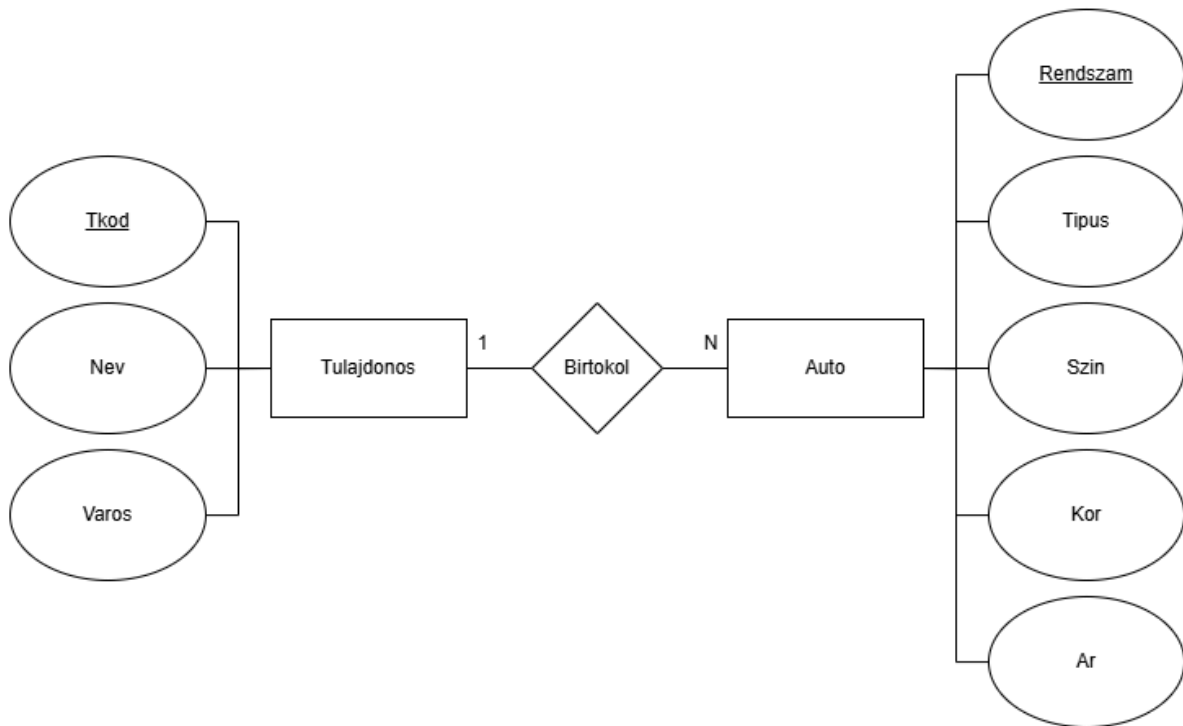 Rendszam
Tkod
Tipus
Nev
Tulajdonos
1
Birtokol
N
Auto
Szin
Varos
Kor
Ar